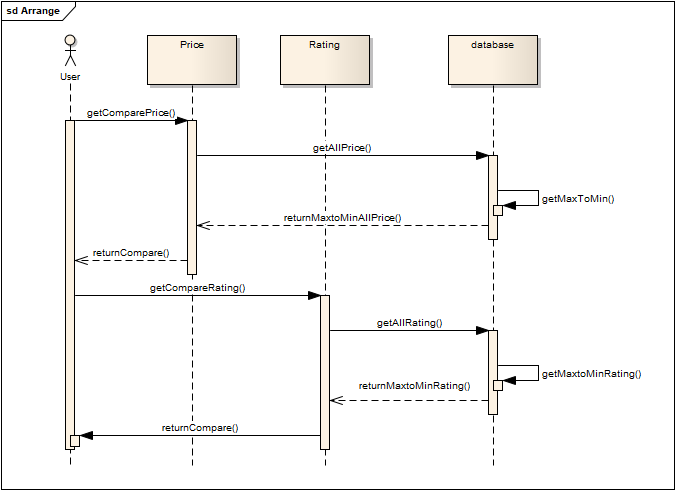 sd Arrange
Price
Rating
database
User
getComparePrice()
getAllPrice()
getMaxToMin()
returnMaxtoMinAllPrice()
returnCompare()
getCompareRating()
getAllRating()
getMaxtoMinRating()
returnMaxtoMinRating()
returnCompare()